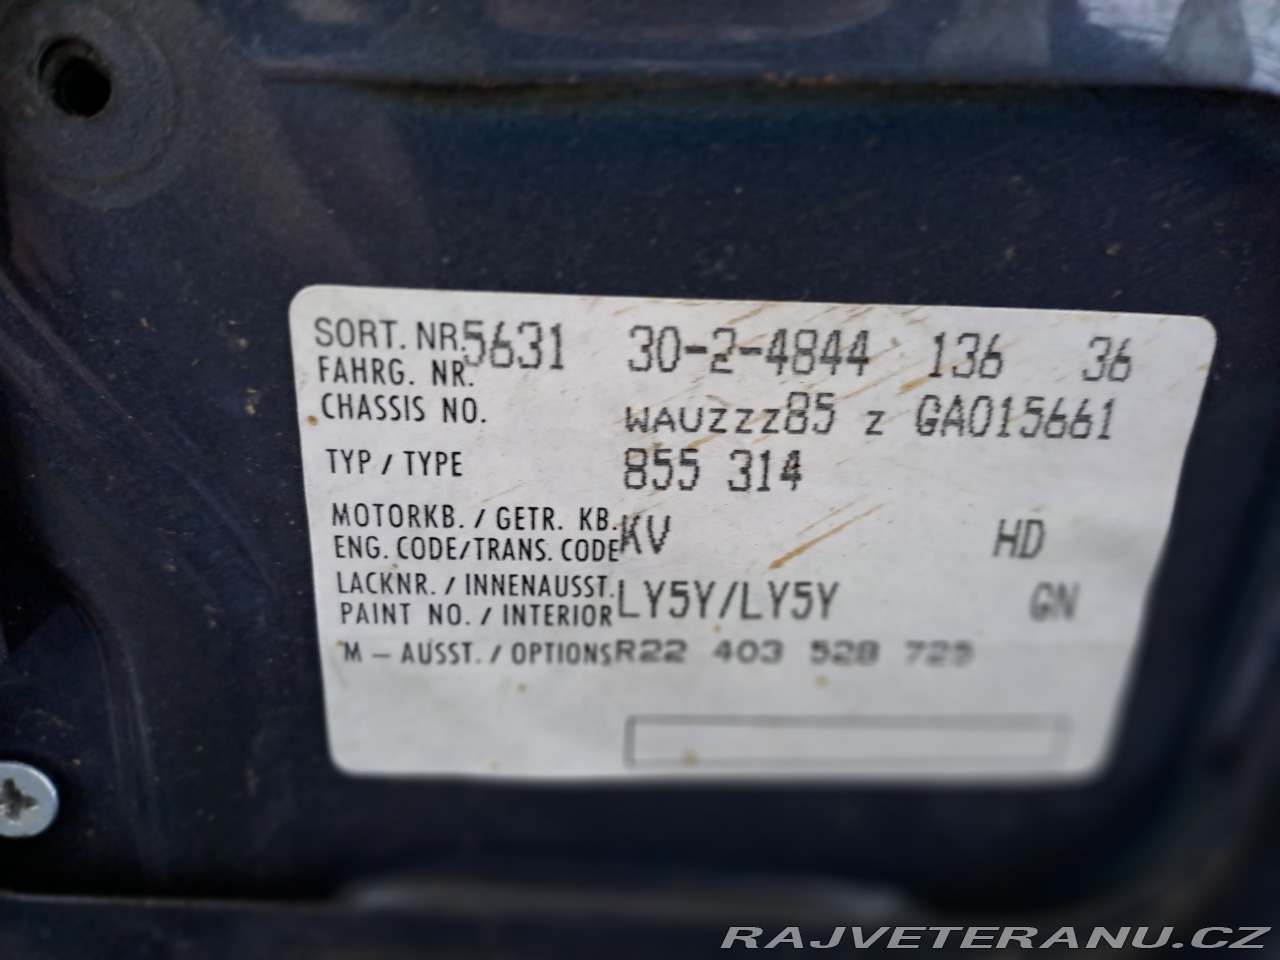 SORT. NR. 5631 30-2-4844 136 36
FAHRG. NR.
CHASSIS NO. WAUZZZ85 Z GA015661
TYP / TYPE 855 314
MOTORKB. / GETR. KB.
ENG. CODE/TRANS. CODE KV HD
LACKNR. / INNENAUSST.
PAINT NO. / INTERIOR LY5Y/LY5Y GN
M – AUSST. / OPTIONS R22 403 528 725
RAJVETERANU.CZ